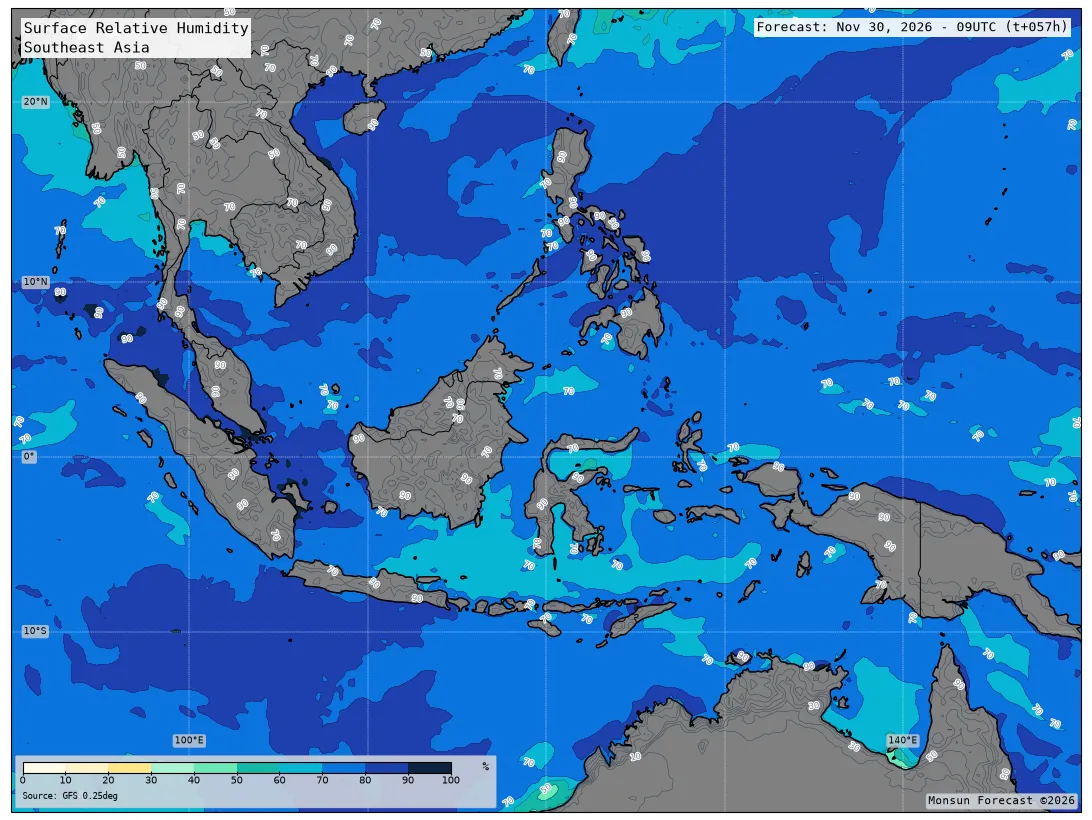 Surface Relative Humidity
Southeast Asia
Forecast: Nov 30, 2026 - 09UTC (t+057h)
20°N
10°N
0°
10°S
100°E
140°E
0 10 20 30 40 50 60 70 80 90 100
%
Source: GFS 0.25deg
Monsun Forecast ©2026